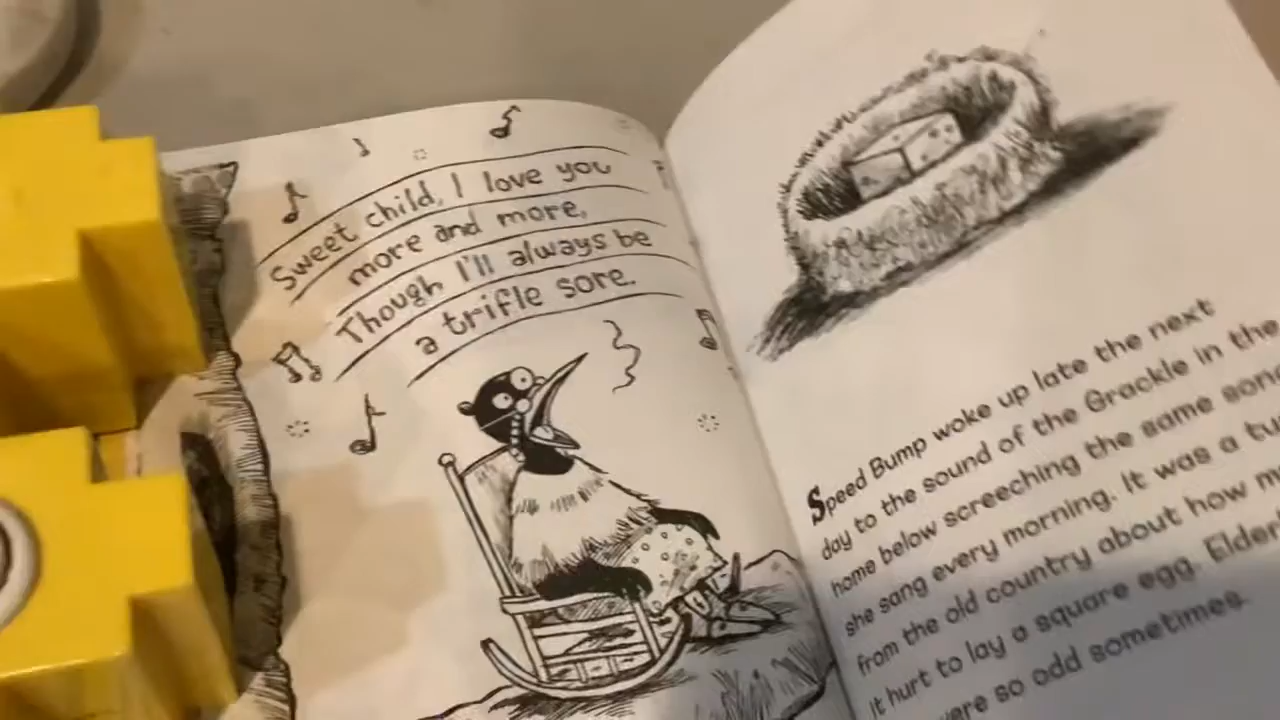 Sweet child, I love you
more and more,
Though I'll always be
a trifle sore.
Speed Bump woke up late the next
day to the sound of the Grackle in the
home below screeching the same song
she sang every morning. It was a
from the old country about how
it hurt to lay a square egg.
were so odd sometimes.